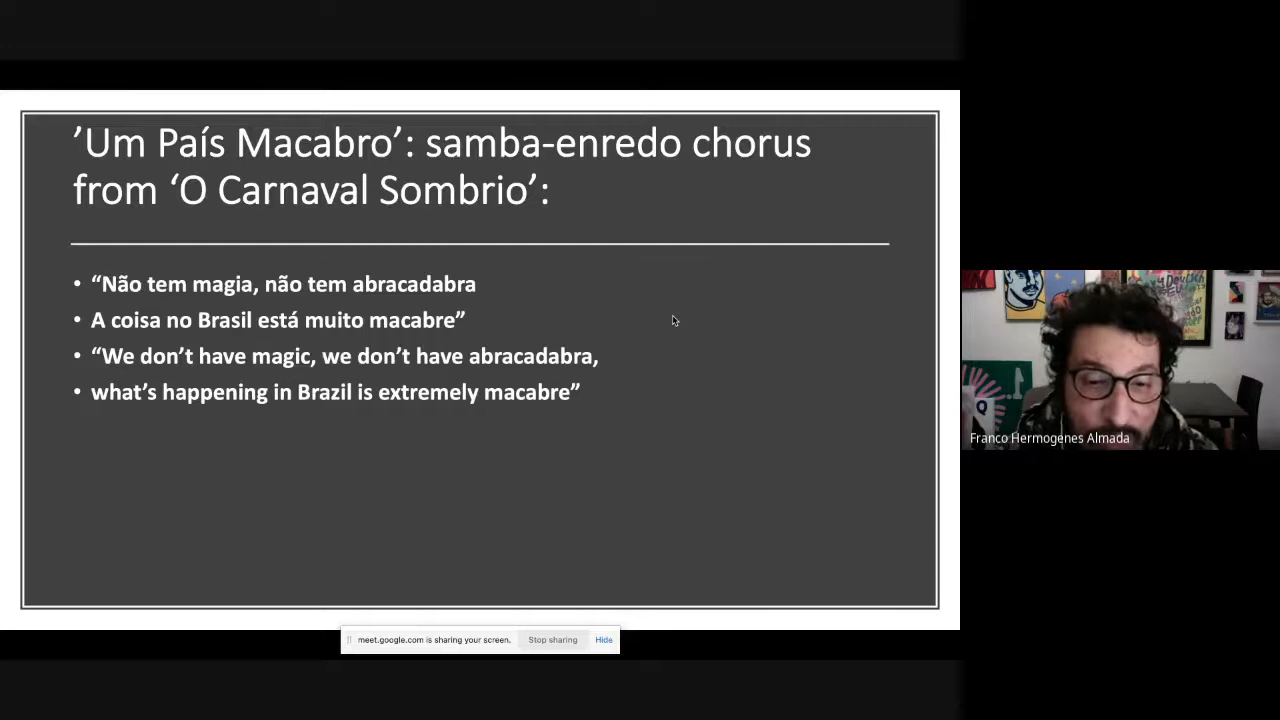 ’Um País Macabro’: samba-enredo chorus
from ‘O Carnaval Sombrio’:
• “Não tem magia, não tem abracadabra
• A coisa no Brasil está muito macabre”
• “We don’t have magic, we don’t have abracadabra,
• what’s happening in Brazil is extremely macabre”
Franco Hermogenes Almada
meet.google.com is sharing your screen.
Stop sharing
Hide